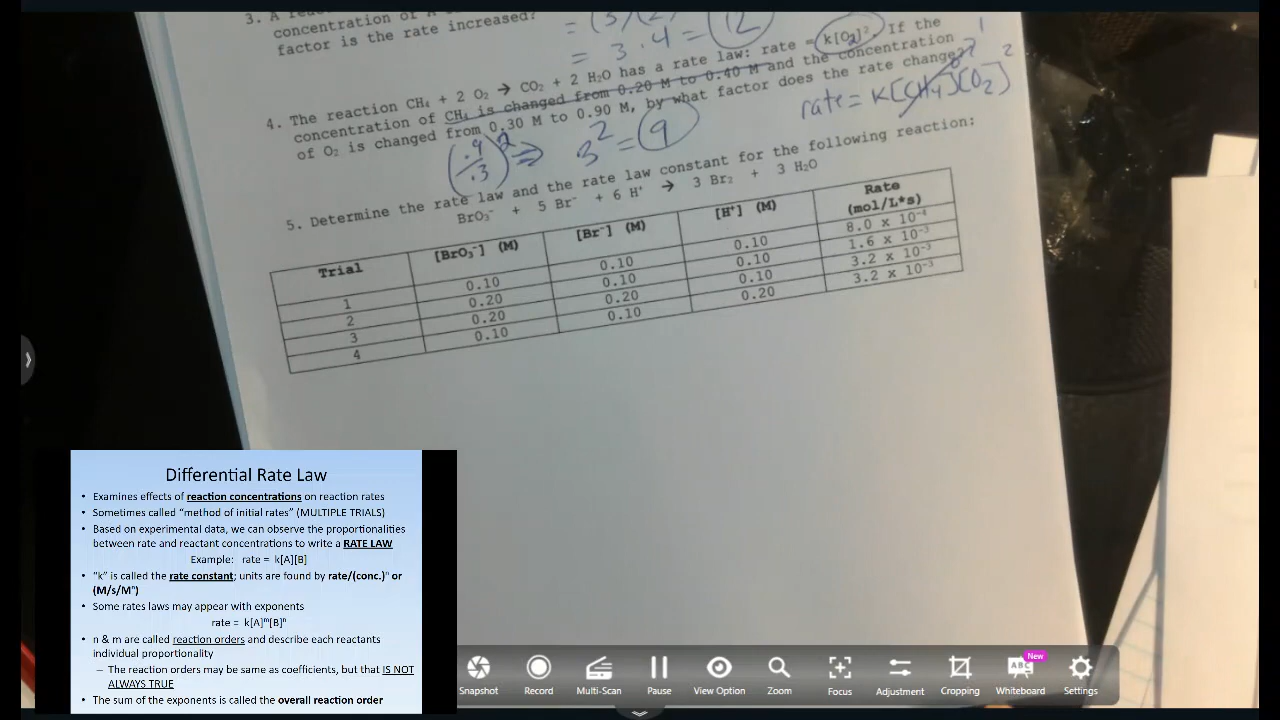 concentration of A
factor is the rate increased?
= 3 · 4 = 12
4. The reaction CH₄ + 2 O₂ → CO₂ + 2 H₂O has a rate law: rate = k[O₂]². If the
concentration of CH₄ is changed from 0.20 M to 0.40 M and the concentration
of O₂ is changed from 0.30 M to 0.90 M, by what factor does the rate change?
rate = k[CH₄]⁰[O₂]²
(.9/.3)² ⇒ 3² = 9
5. Determine the rate law and the rate law constant for the following reaction:
BrO₃⁻ + 5 Br⁻ + 6 H⁺ → 3 Br₂ + 3 H₂O
Trial [BrO₃⁻] (M) [Br⁻] (M) [H⁺] (M) Rate (mol/L*s)
1 0.10 0.10 0.10 8.0 x 10⁻⁴
2 0.20 0.10 0.10 1.6 x 10⁻³
3 0.20 0.20 0.10 3.2 x 10⁻³
4 0.10 0.10 0.20 3.2 x 10⁻³
Differential Rate Law
• Examines effects of reaction concentrations on reaction rates
• Sometimes called “method of initial rates” (MULTIPLE TRIALS)
• Based on experimental data, we can observe the proportionalities
between rate and reactant concentrations to write a RATE LAW
Example: rate = k[A][B]
• “k” is called the rate constant; units are found by rate/(conc.)ⁿ or
(M/s/Mⁿ)
• Some rates laws may appear with exponents
rate = k[A]ᵐ[B]ⁿ
• n & m are called reaction orders and describe each reactants
individual proportionality
– The reaction orders may be same as coefficient, but that IS NOT
ALWAYS TRUE
• The sum of the exponents is called the overall reaction order
New
Snapshot Record Multi-Scan Pause View Option Zoom Focus Adjustment Cropping Whiteboard Settings